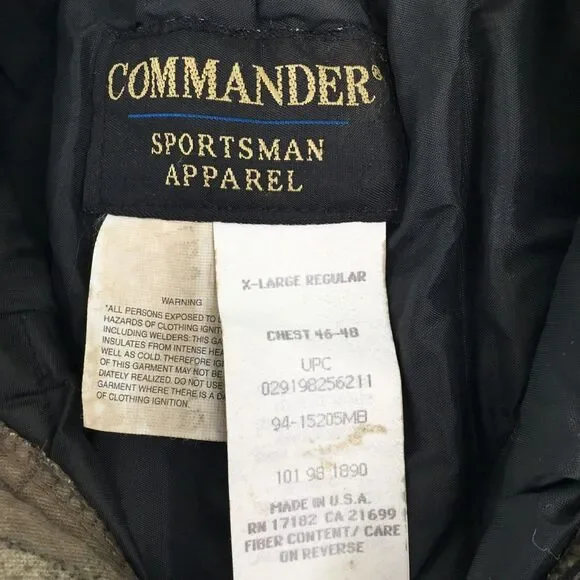 COMMANDER®
SPORTSMAN
APPAREL
WARNING
"ALL PERSONS EXPOSED TO
HAZARDS OF CLOTHING IGNIT
INCLUDING WELDERS: THIS GA
INSULATES FROM INTENSE HEA
WELL AS COLD. THEREFORE IG
OF THIS GARMENT MAY NOT BE
DIATELY REALIZED. DO NOT USE
GARMENT WHERE THERE IS A DA
OF CLOTHING IGNITION.
X-LARGE REGULAR
CHEST 46-48
UPC
029198256211
94-15205MB
101 98 1890
MADE IN U.S.A.
RN 17182 CA 21699
FIBER CONTENT/ CARE
ON REVERSE